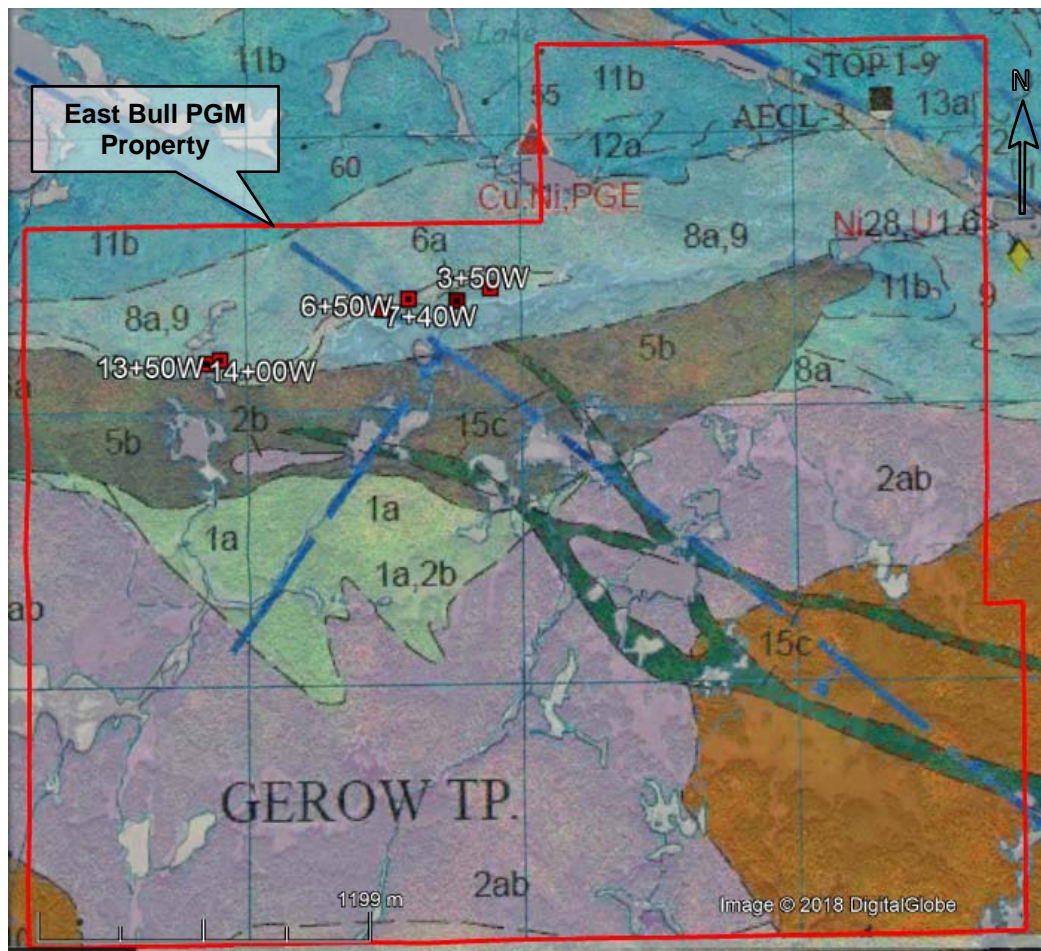 Lake
11b
11b
STOP 1-9
55
13a
East Bull PGM
Property
AECL-3
12a
60
Cu,Ni,PGE
Ni28,U1.6
11b
6a
8a,9
3+50W
11b
9
6+50W
7+40W
8a,9
5b
13+50W
14+00W
8a
2b
15c
5b
2ab
1a
1a
1a,2b
ab
15c
GEROW TP.
2ab
1199 m
Image © 2018 DigitalGlobe
N